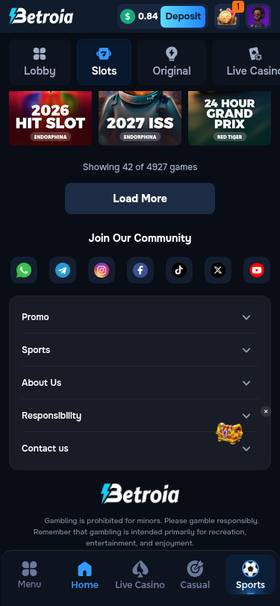 Betroia
$ 0.84 Deposit
1
Lobby
Slots
Original
Live Casino
2026
HIT SLOT
ENDORPHINA
2027 ISS
ENDORPHINA
24 HOUR
GRAND
PRIX
RED TIGER
Showing 42 of 4927 games
Load More
Join Our Community
Promo
Sports
About Us
Responsibility
Contact us
Betroia
Gambling is prohibited for minors. Please gamble responsibly.
Remember that gambling is intended primarily for recreation,
entertainment, and enjoyment.
Menu
Home
Live Casino
Casual
Sports